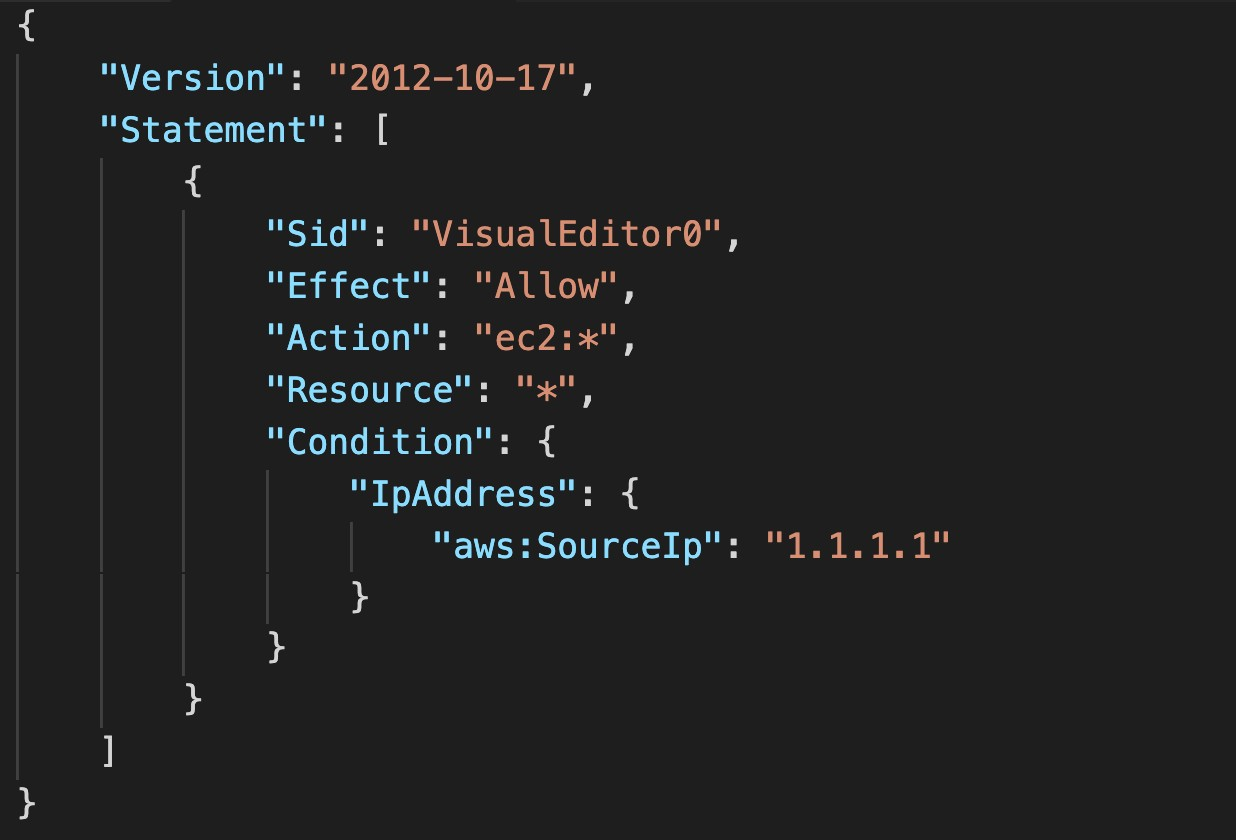 {
    "Version": "2012-10-17",
    "Statement": [
        {
            "Sid": "VisualEditor0",
            "Effect": "Allow",
            "Action": "ec2:*",
            "Resource": "*",
            "Condition": {
                "IpAddress": {
                    "aws:SourceIp": "1.1.1.1"
                }
            }
        }
    ]
}